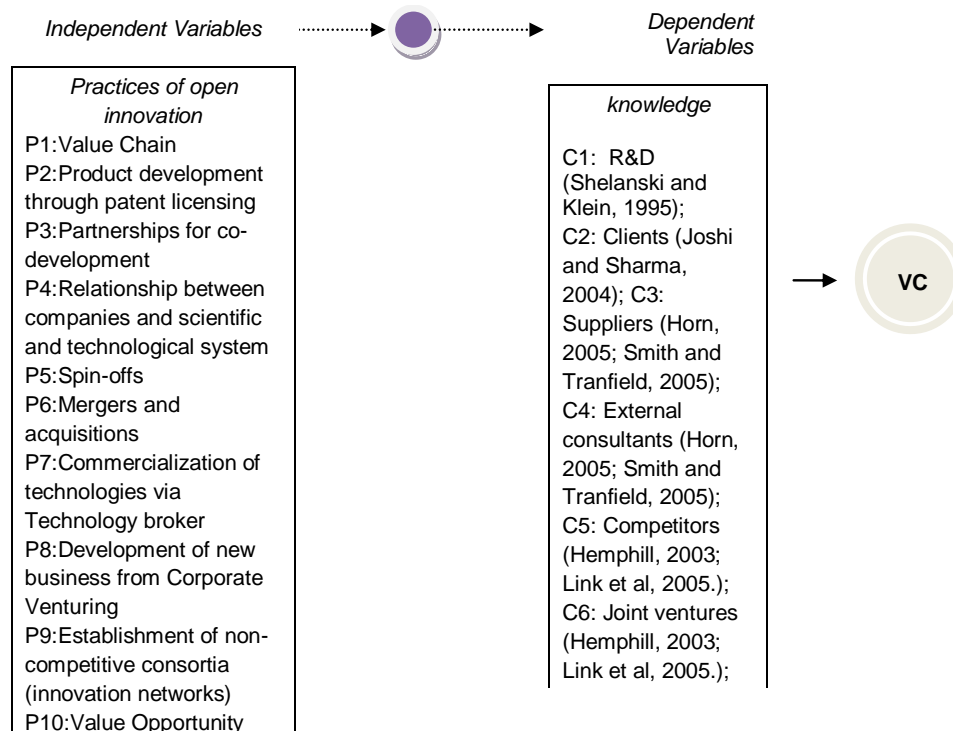 Independent Variables
Dependent
Variables
Practices of open
innovation
P1:Value Chain
P2:Product development
through patent licensing
P3:Partnerships for co-
development
P4:Relationship between
companies and scientific
and technological system
P5:Spin-offs
P6:Mergers and
acquisitions
P7:Commercialization of
technologies via
Technology broker
P8:Development of new
business from Corporate
Venturing
P9:Establishment of non-
competitive consortia
(innovation networks)
P10:Value Opportunity
knowledge
C1: R&D
(Shelanski and
Klein, 1995);
C2: Clients (Joshi
and Sharma,
2004); C3:
Suppliers (Horn,
2005; Smith and
Tranfield, 2005);
C4: External
consultants (Horn,
2005; Smith and
Tranfield, 2005);
C5: Competitors
(Hemphill, 2003;
Link et al, 2005.);
C6: Joint ventures
(Hemphill, 2003;
Link et al, 2005.);
VC